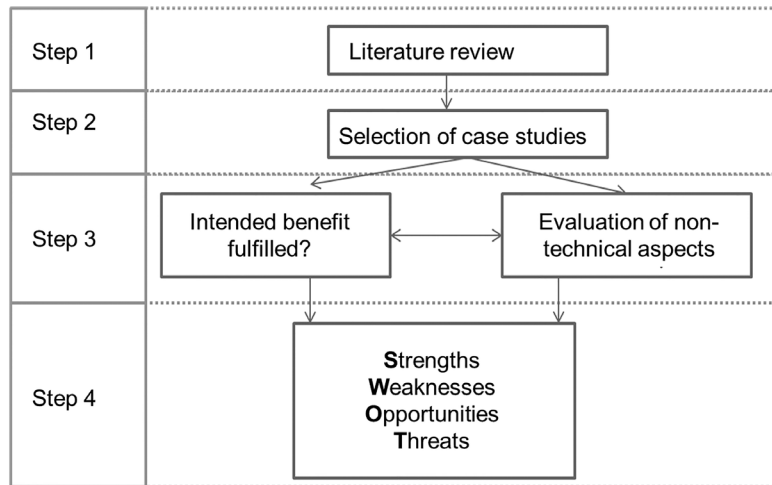 Step 1
Literature review
Step 2
Selection of case studies
Step 3
Intended benefit
fulfilled?
Evaluation of non-
technical aspects
Step 4
Strengths
Weaknesses
Opportunities
Threats